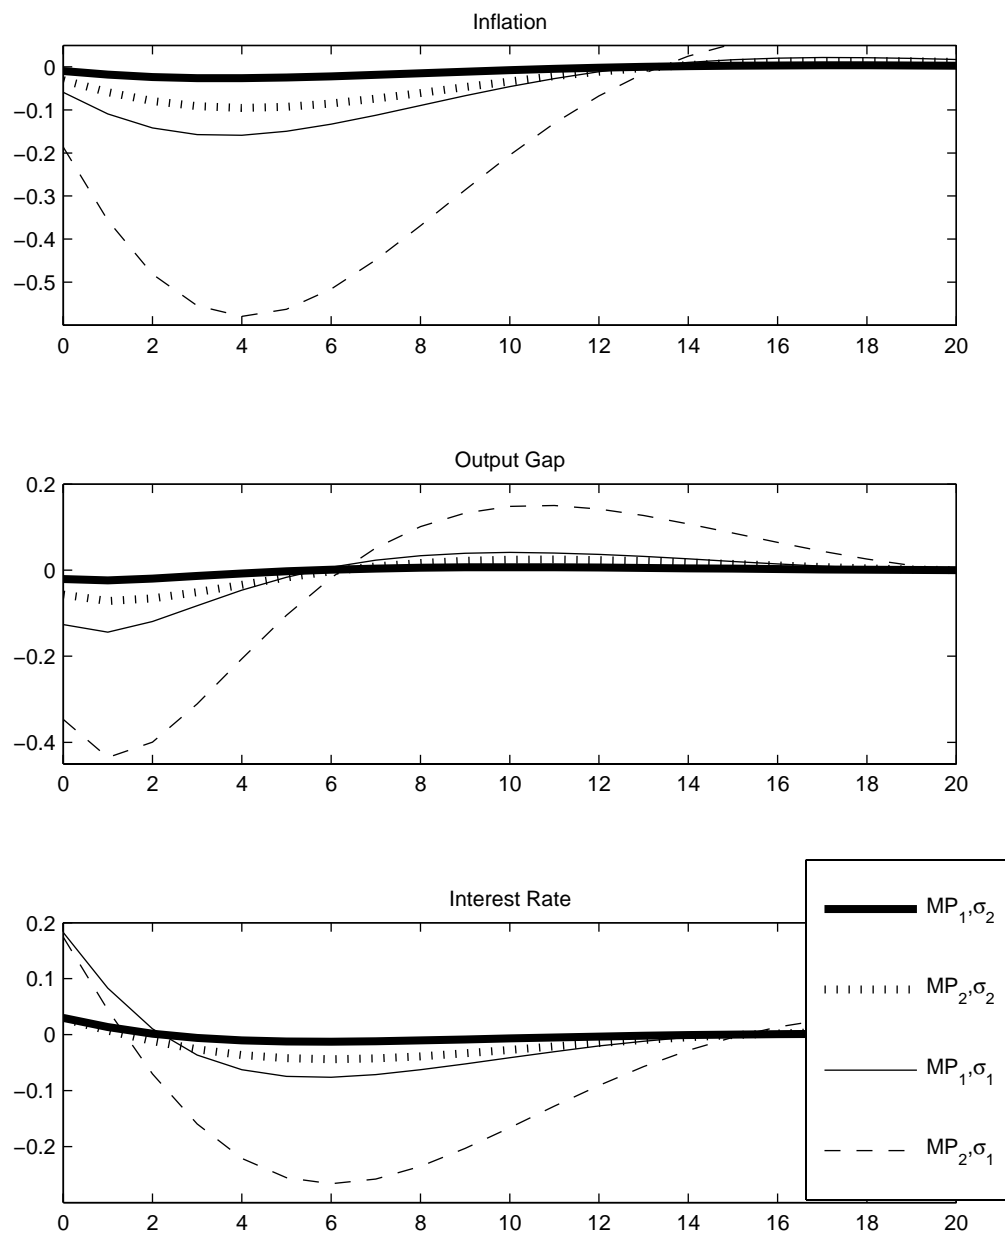 Inflation
0
−0.1
−0.2
−0.3
−0.4
−0.5
0 2 4 6 8 10 12 14 16 18 20
Output Gap
0.2
0
−0.2
−0.4
0 2 4 6 8 10 12 14 16 18 20
Interest Rate
0.2
0.1
0
−0.1
−0.2
0 2 4 6 8 10 12 14 16 18 20
MP₁,σ₂
MP₂,σ₂
MP₁,σ₁
MP₂,σ₁